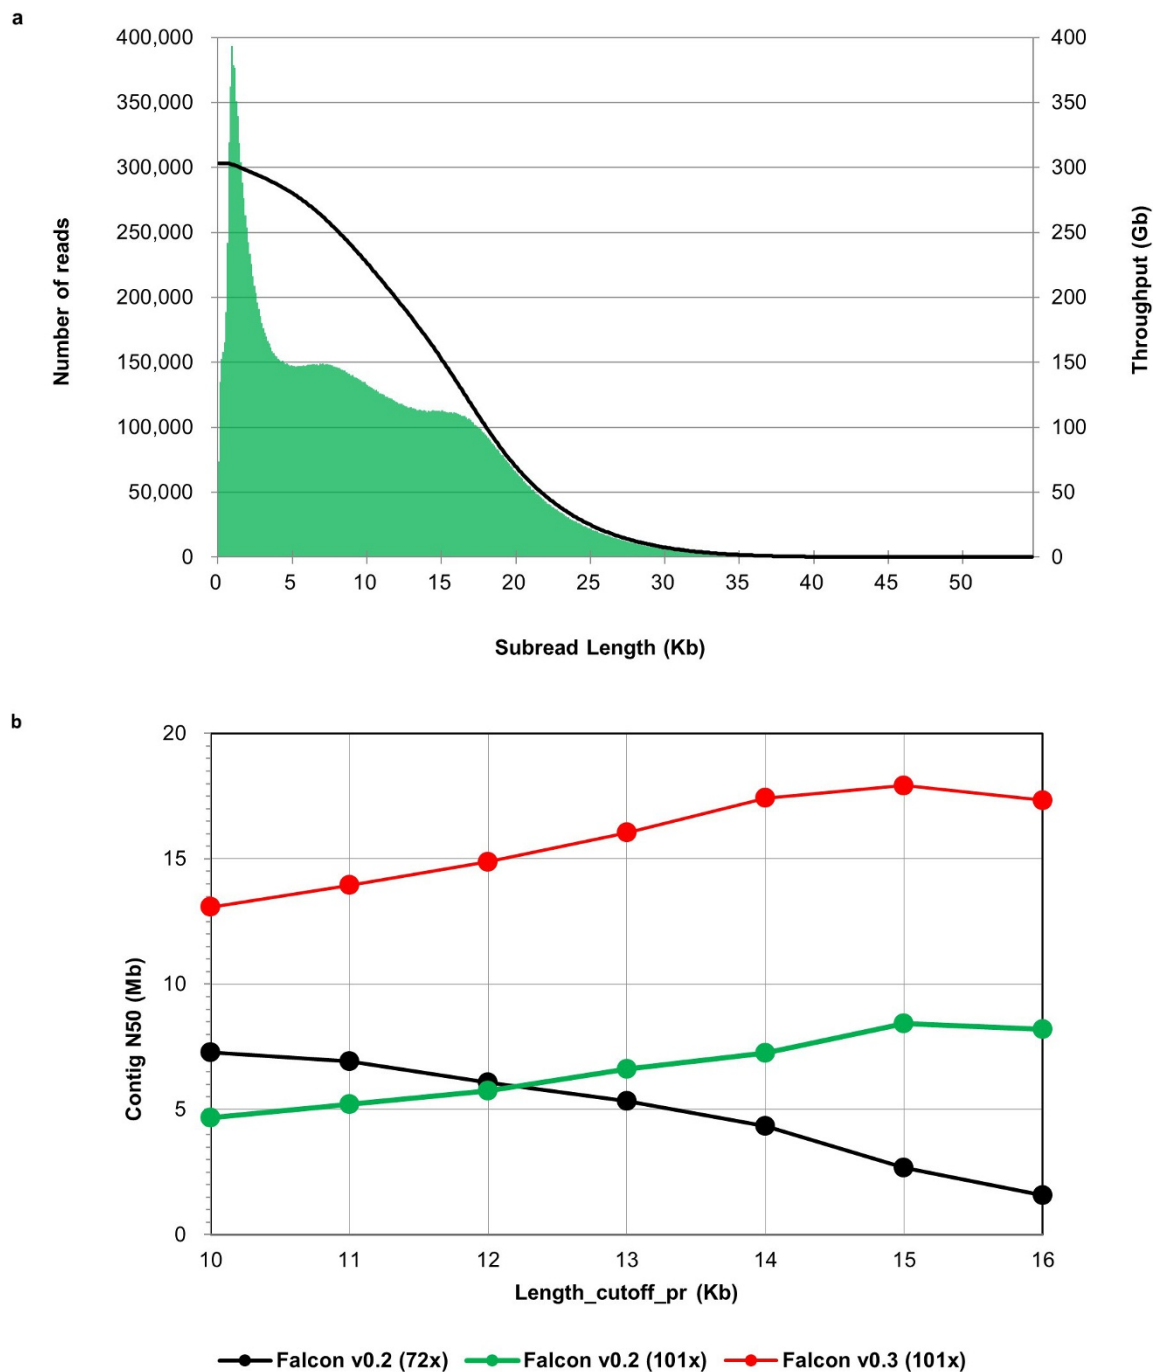 a
400,000
350,000
300,000
250,000
200,000
150,000
100,000
50,000
0
400
350
300
250
200
150
100
50
0
Number of reads
Throughput (Gb)
0 5 10 15 20 25 30 35 40 45 50
Subread Length (Kb)
b
20
15
10
5
0
Contig N50 (Mb)
10 11 12 13 14 15 16
Length_cutoff_pr (Kb)
Falcon v0.2 (72x) Falcon v0.2 (101x) Falcon v0.3 (101x)